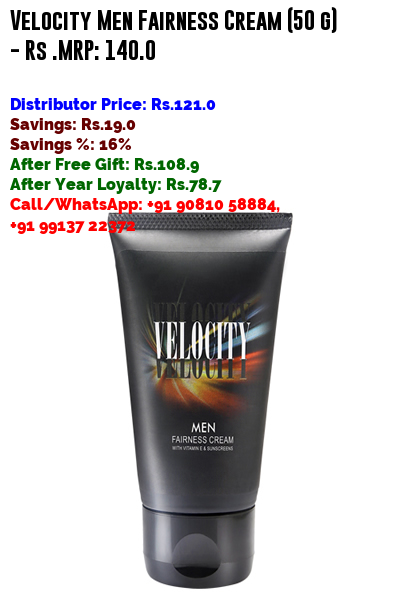 Velocity Men Fairness Cream (50 g)
- Rs .MRP: 140.0
Distributor Price: Rs.121.0
Savings: Rs.19.0
Savings %: 16%
After Free Gift: Rs.108.9
After Year Loyalty: Rs.78.7
Call/WhatsApp: +91 90810 58884,
+91 99137 22372
VELOCITY
MEN
FAIRNESS CREAM
WITH VITAMIN E & SUNSCREENS